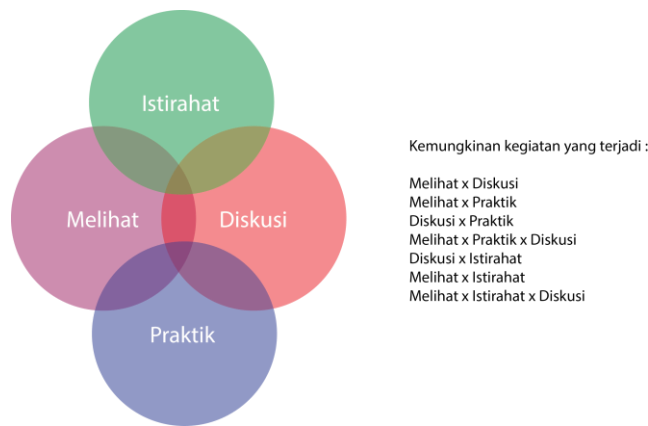 Istirahat
Melihat
Diskusi
Praktik
Kemungkinan kegiatan yang terjadi :
Melihat x Diskusi
Melihat x Praktik
Diskusi x Praktik
Melihat x Praktik x Diskusi
Diskusi x Istirahat
Melihat x Istirahat
Melihat x Istirahat x Diskusi